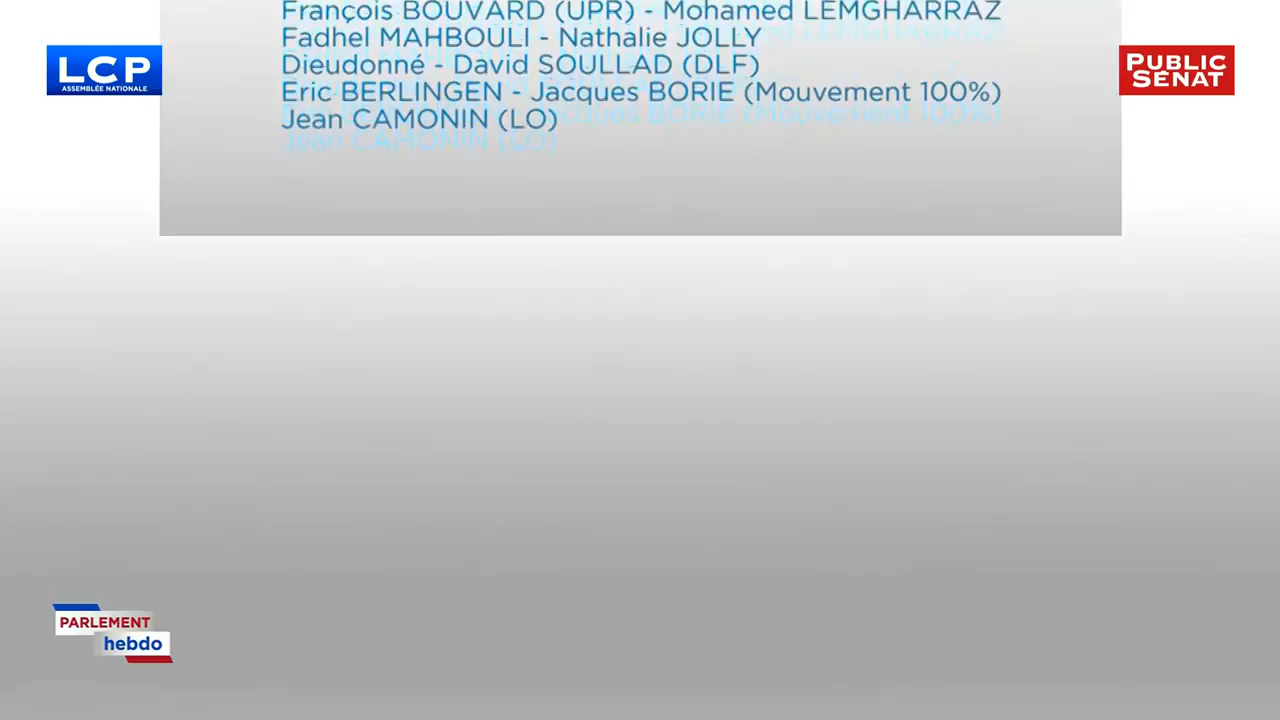 François BOUVARD (UPR) - Mohamed LEMGHARRAZ
Fadhel MAHBOULI - Nathalie JOLLY
Dieudonné - David SOULLAD (DLF)
Eric BERLINGEN - Jacques BORIE (Mouvement 100%)
Jean CAMONIN (LO)
LCP
ASSEMBLÉE NATIONALE
PUBLIC
SÉNAT
PARLEMENT
hebdo